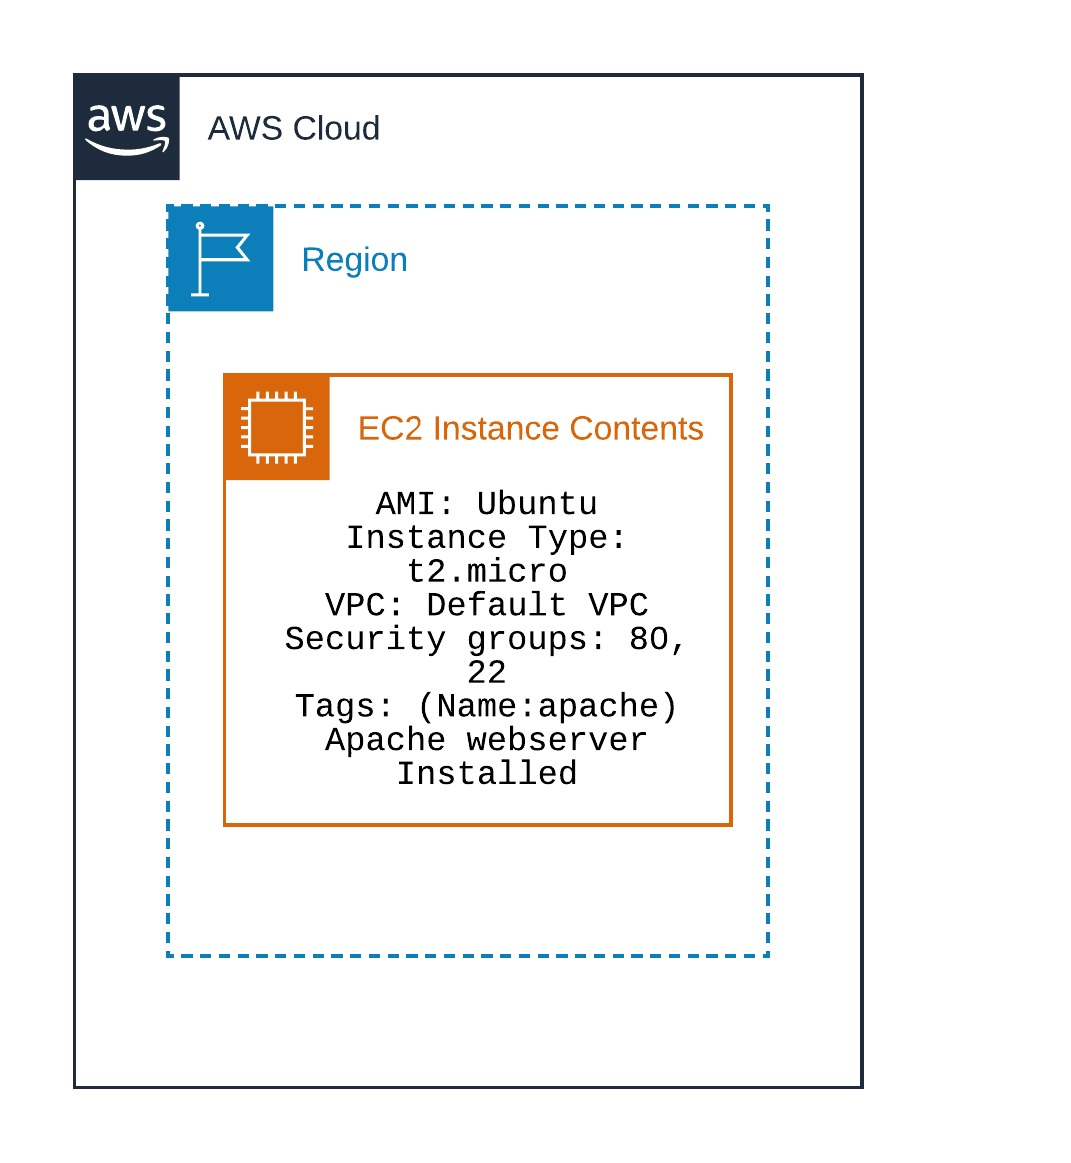 aws
AWS Cloud
Region
EC2 Instance Contents
AMI: Ubuntu
Instance Type:
t2.micro
VPC: Default VPC
Security groups: 80,
22
Tags: (Name:apache)
Apache webserver
Installed